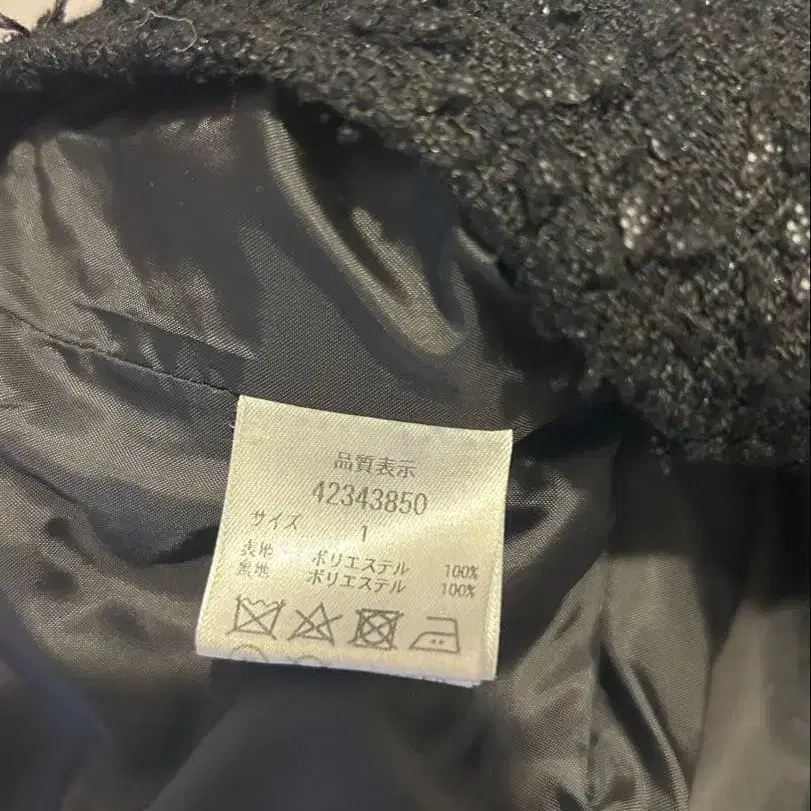 品質表示
42343850
サイズ 1
表地 ポリエステル 100%
裏地 ポリエステル 100%